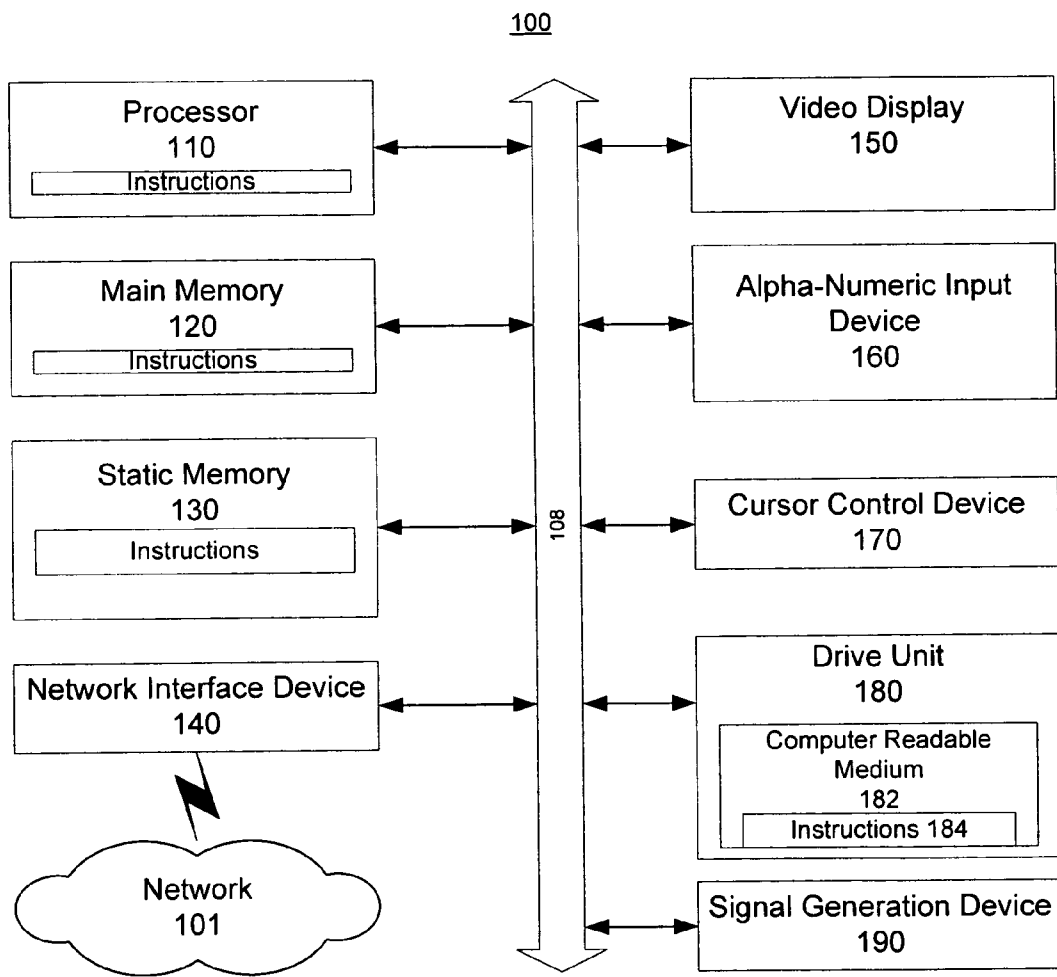 100
Processor
110
Instructions
Main Memory
120
Instructions
Static Memory
130
Instructions
Network Interface Device
140
Network
101
108
Video Display
150
Alpha-Numeric Input
Device
160
Cursor Control Device
170
Drive Unit
180
Computer Readable
Medium
182
Instructions 184
Signal Generation Device
190